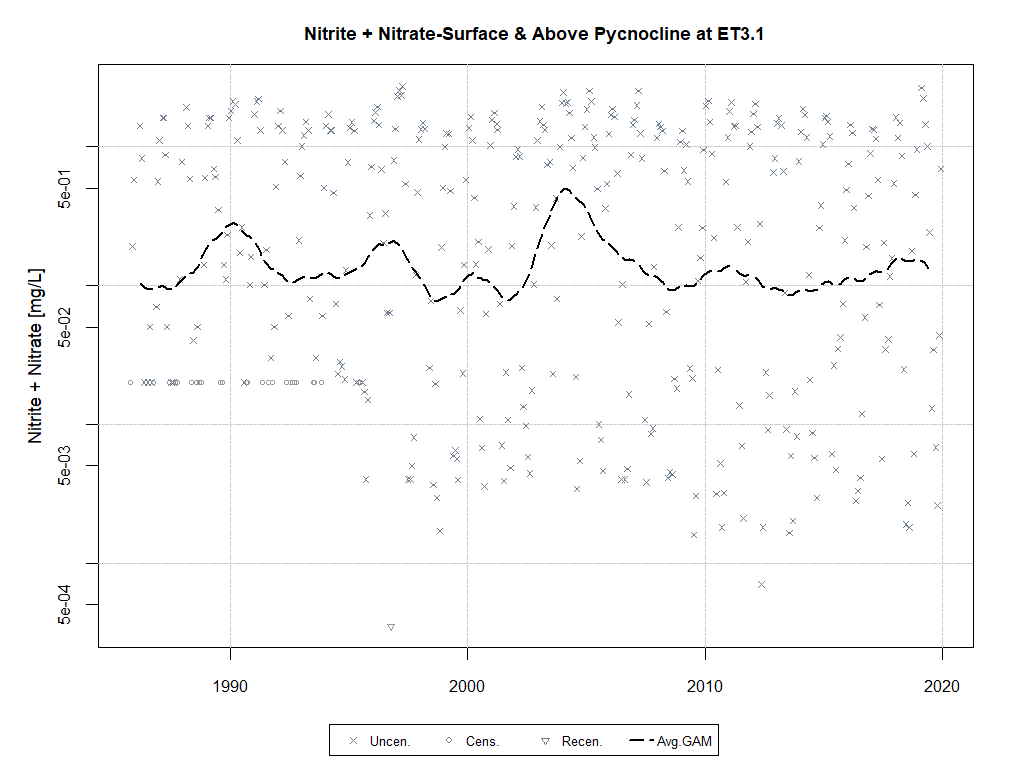 Nitrite + Nitrate-Surface & Above Pycnocline at ET3.1
Nitrite + Nitrate [mg/L]
5e-01
5e-02
5e-03
5e-04
1990 2000 2010 2020
Uncen. Cens. Recen. Avg.GAM